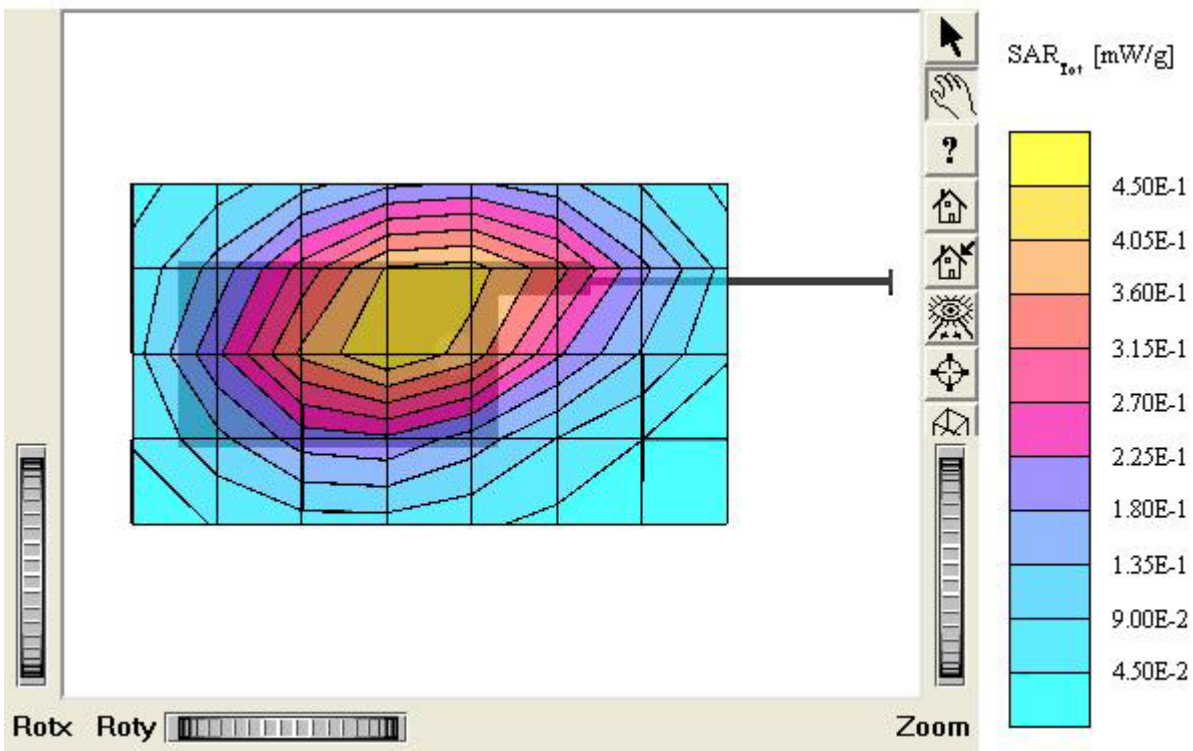 SAR_Tot [mW/g]
?
4.50E-1
4.05E-1
3.60E-1
3.15E-1
2.70E-1
2.25E-1
1.80E-1
1.35E-1
9.00E-2
4.50E-2
Rotx Roty Zoom